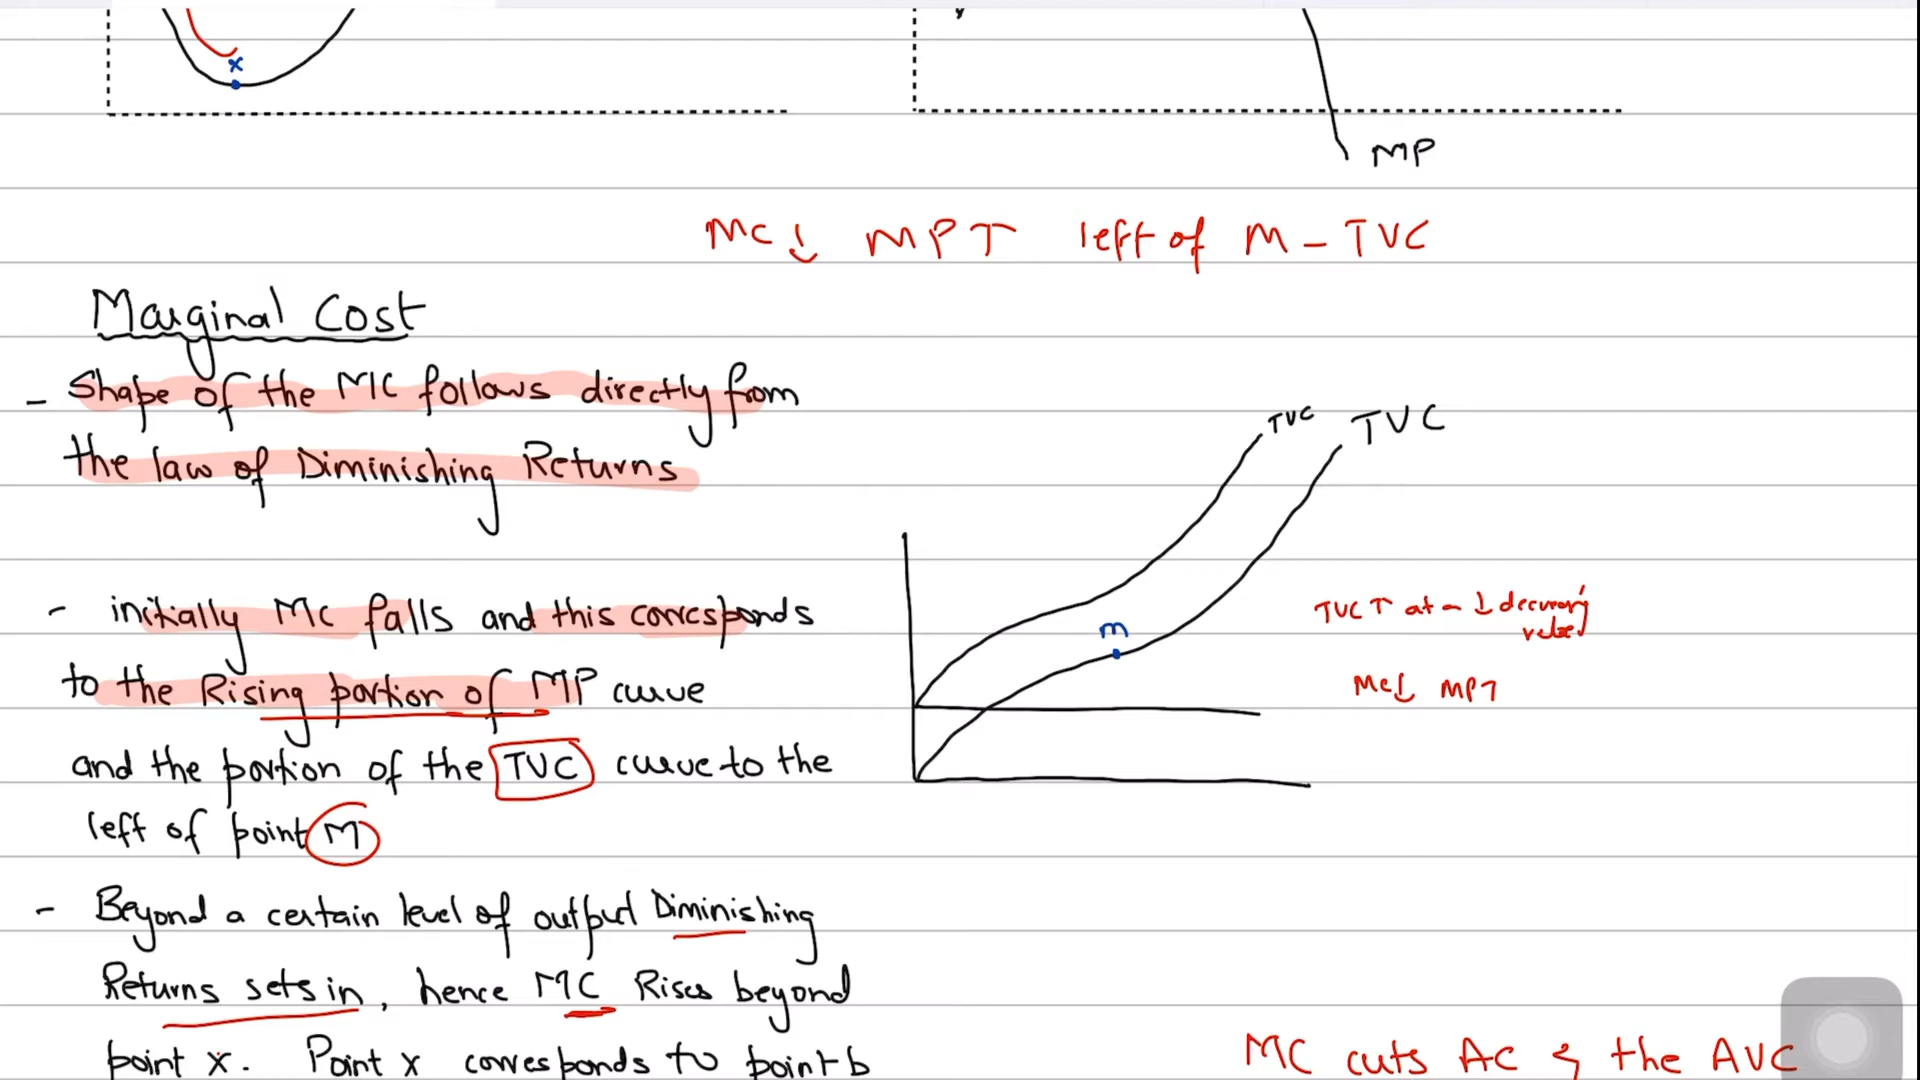 x
MP
MC ↓ MP↑ left of M - TVC
Marginal Cost
- Shape of the MC follows directly from
the law of Diminishing Returns
TVC TVC
- initially MC falls and this corresponds
to the Rising portion of MP curve
and the portion of the TVC curve to the
left of point M
m
TVC ↑ at a ↓
MC↓ MP↑
- Beyond a certain level of output Diminishing
Returns sets in, hence MC Rises beyond
point x. Point x corresponds to point b
MC cuts AC & the AVC